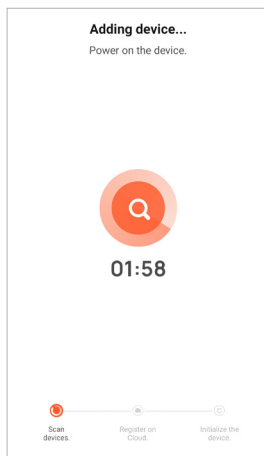 Adding device...
Power on the device.
01:58
Scan devices.
Register on Cloud.
Initialize the device.